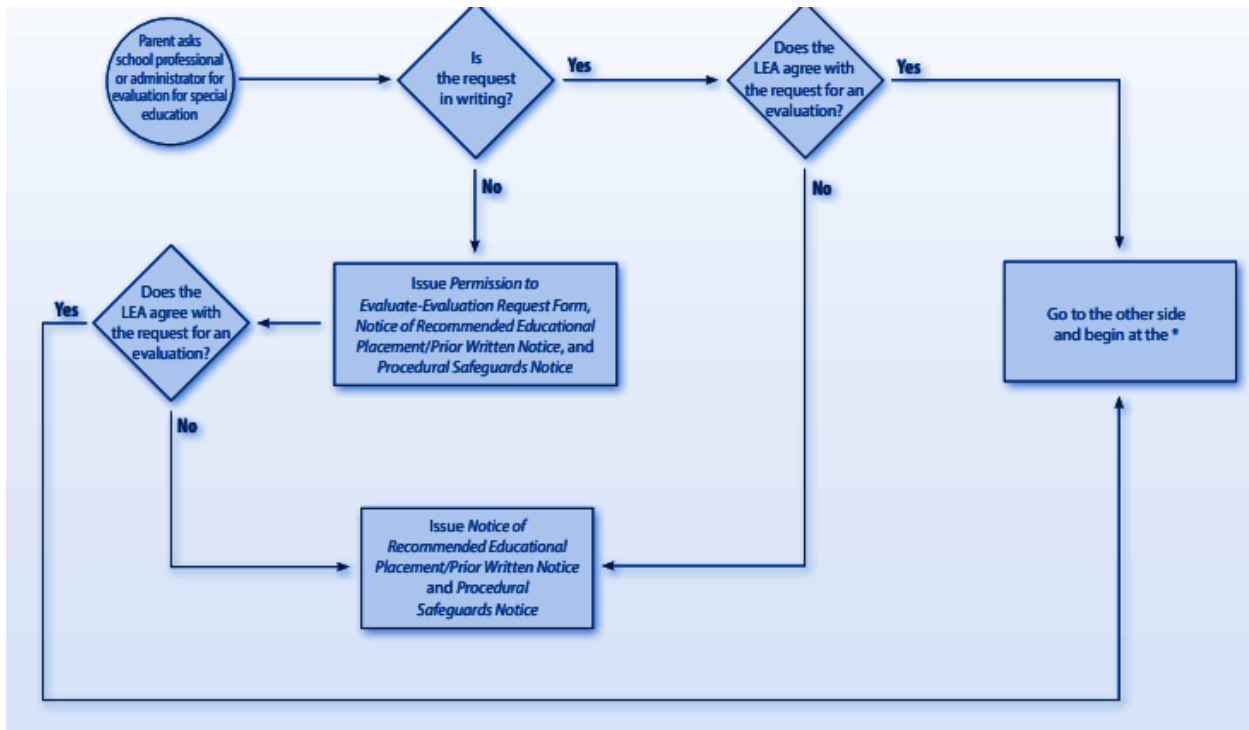 Parent asks
school professional
or administrator for
evaluation for special
education
Is
the request
in writing?
Yes
Does the
LEA agree with
the request for an
evaluation?
Yes
No
No
Issue Permission to
Evaluate-Evaluation Request Form,
Notice of Recommended Educational
Placement/Prior Written Notice, and
Procedural Safeguards Notice
Does the
LEA agree with
the request for an
evaluation?
Yes
No
Go to the other side
and begin at the *
Issue Notice of
Recommended Educational
Placement/Prior Written Notice
and Procedural
Safeguards Notice